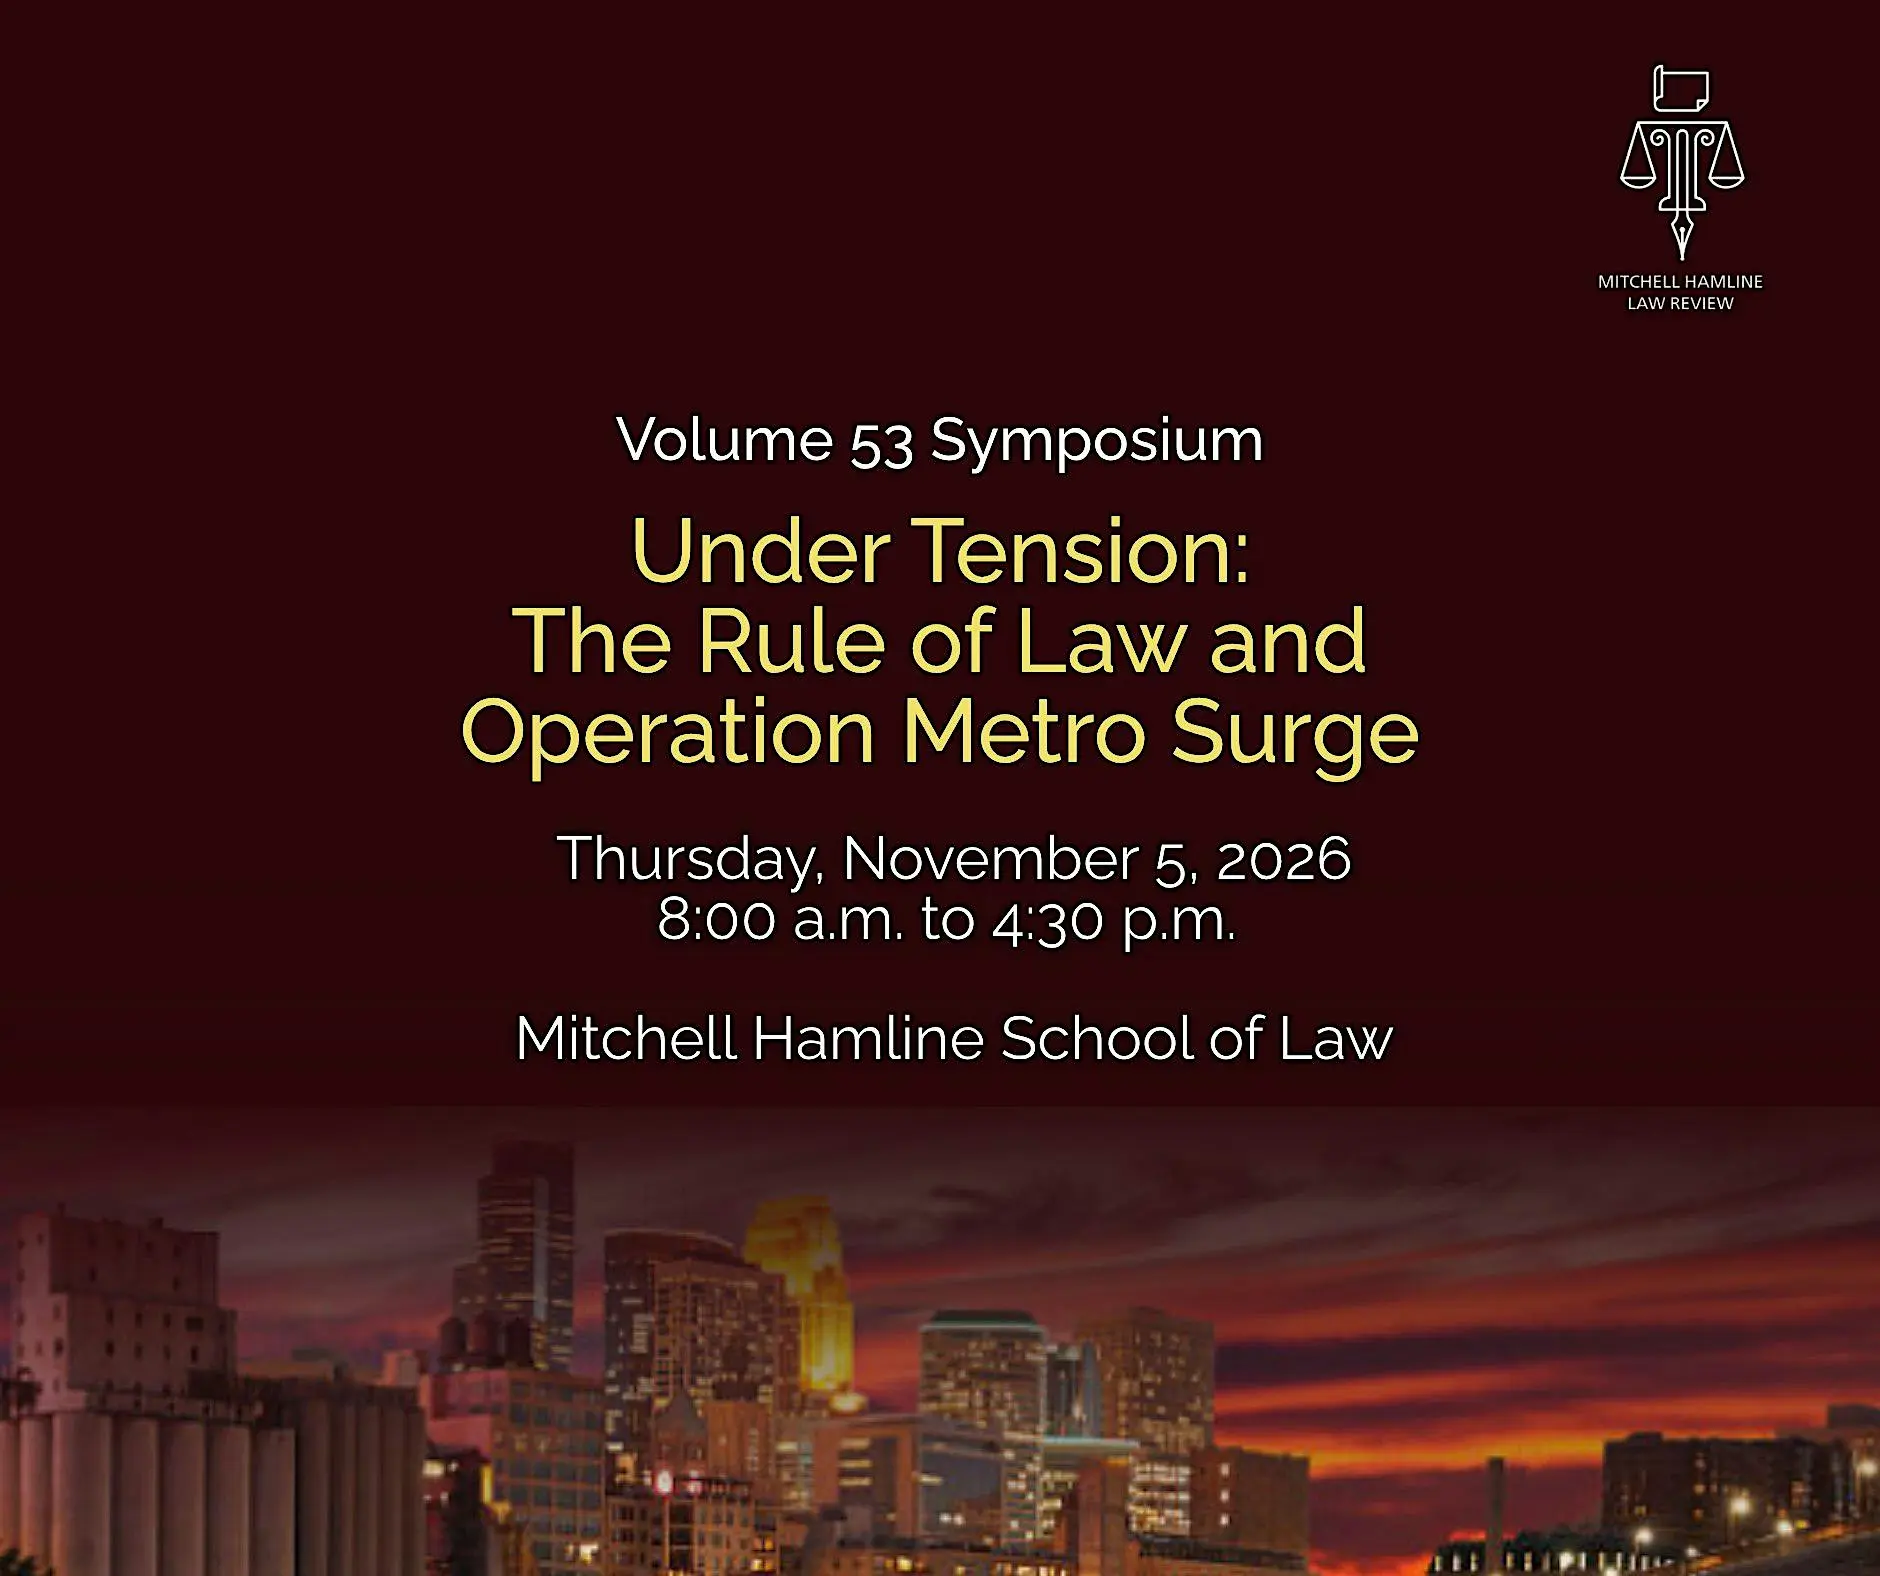 MITCHELL HAMLINE
LAW REVIEW
Volume 53 Symposium
Under Tension:
The Rule of Law and
Operation Metro Surge
Thursday, November 5, 2026
8:00 a.m. to 4:30 p.m.
Mitchell Hamline School of Law